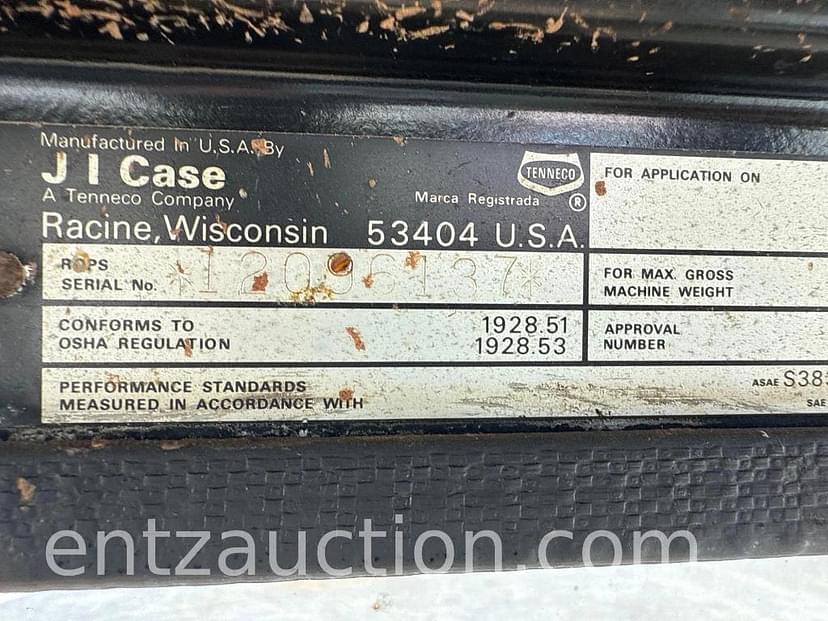 Manufactured In U.S.A. By
J I Case
A Tenneco Company
Marca Registrada
TENNECO
®
Racine, Wisconsin 53404 U.S.A.
ROPS
SERIAL No. *12096137*
CONFORMS TO
OSHA REGULATION
1928.51
1928.53
PERFORMANCE STANDARDS
MEASURED IN ACCORDANCE WITH
ASAE S38
SAE
FOR APPLICATION ON
FOR MAX. GROSS
MACHINE WEIGHT
APPROVAL
NUMBER
entzauction.com